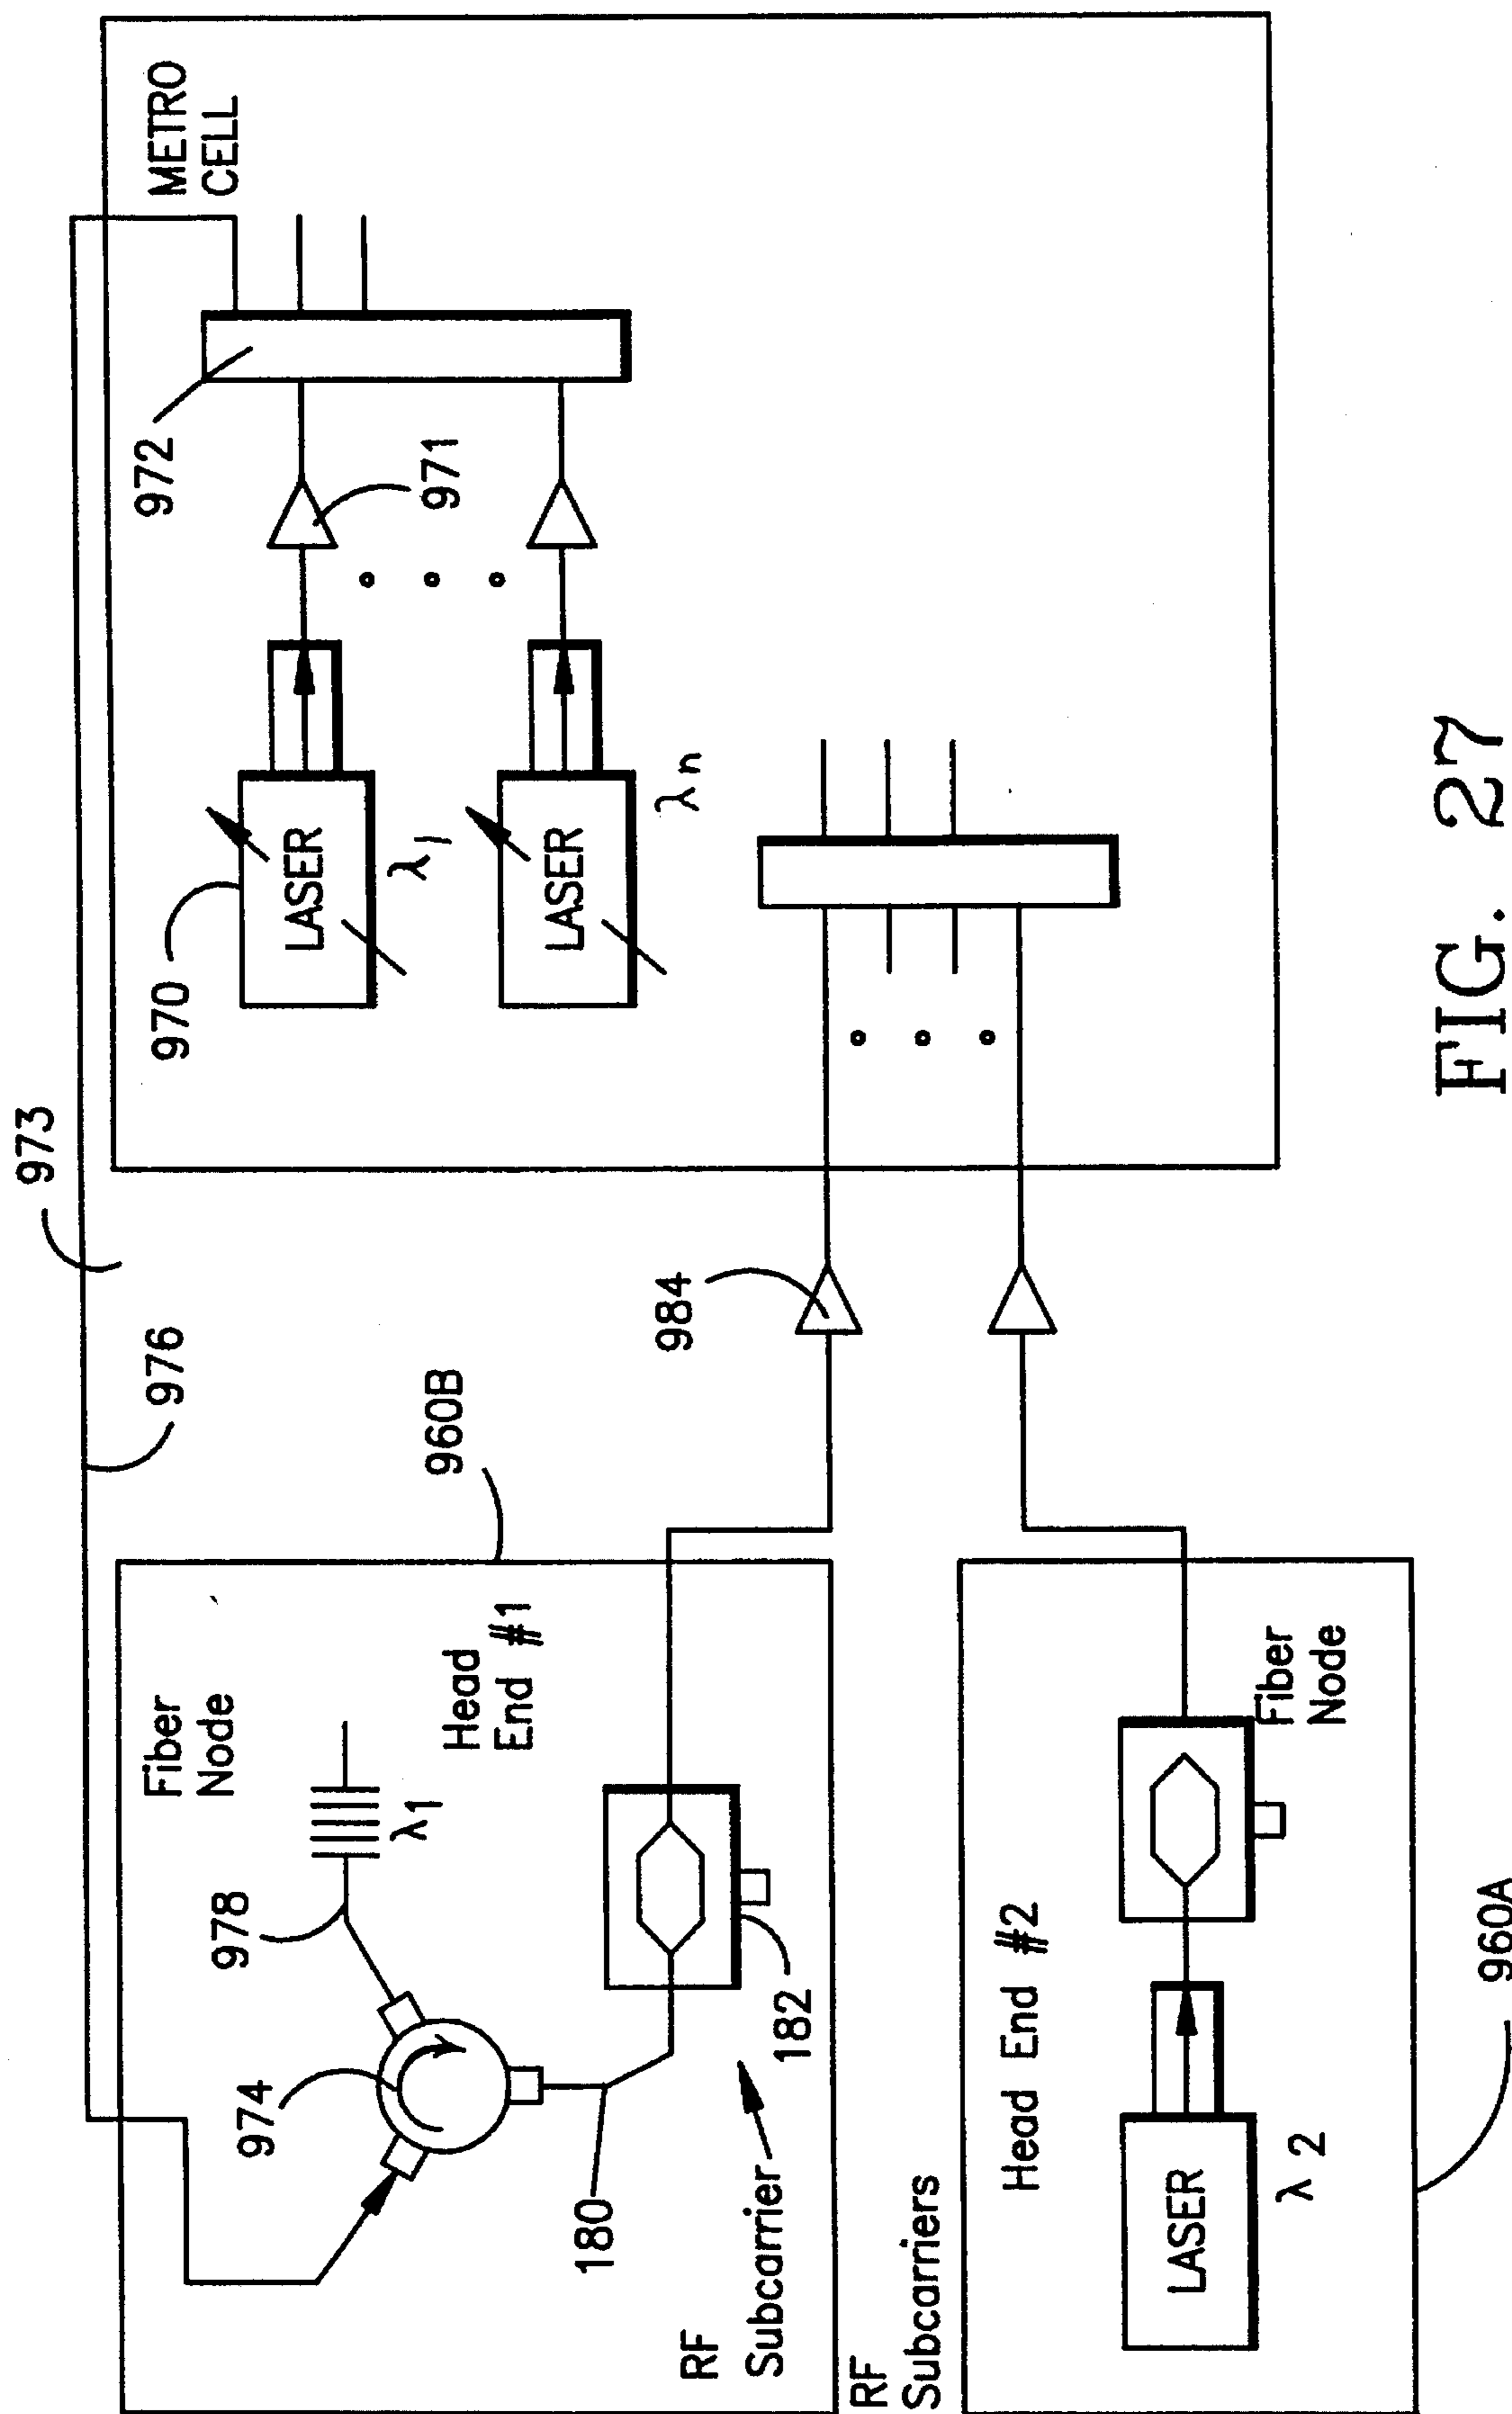 973
976
METRO
CELL
972
971
970
LASER
λ1
LASER
λn
984
960B
Fiber
Node
978
λ1
Head
End #1
974
180
182
RF
Subcarrier
RF
Subcarriers
Head End #2
LASER
λ2
Fiber
Node
960A
FIG. 27